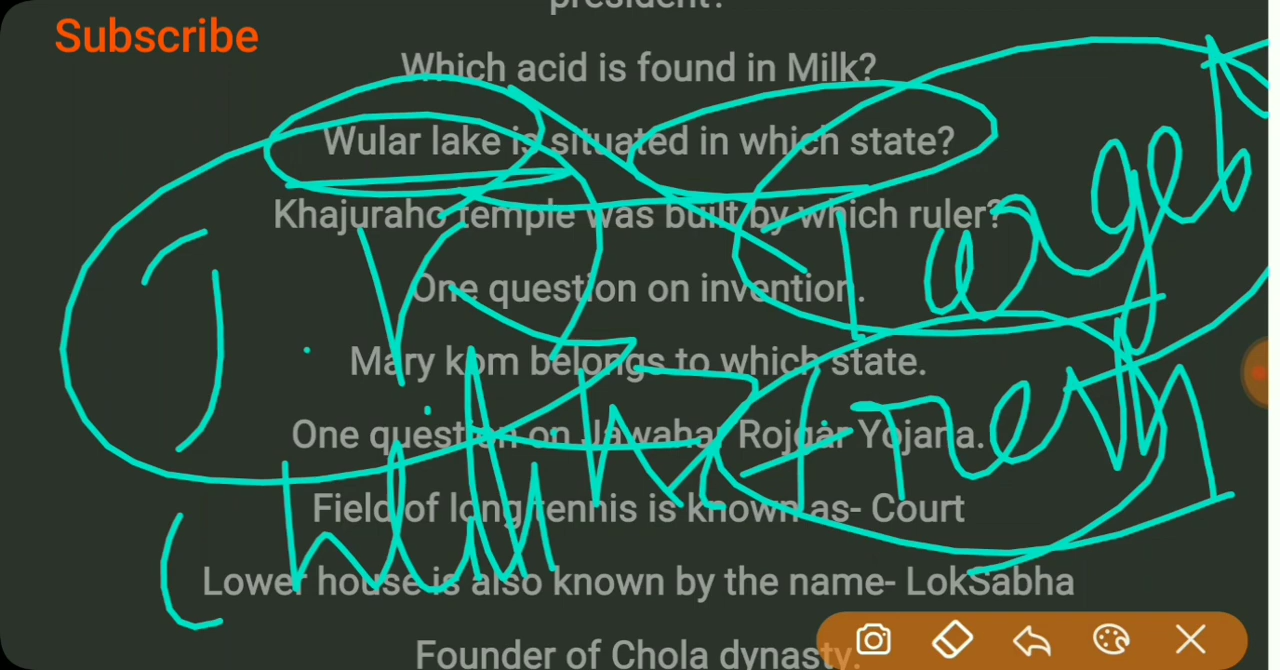 president?
Subscribe
Which acid is found in Milk?
Wular lake is situated in which state?
Khajuraho temple was built by which ruler?
One question on invention.
Mary kom belongs to which state.
One question on Jawahar Rojgar Yojana.
Field of long tennis is known as- Court
Lower house is also known by the name- LokSabha
Founder of Chola dynasty.